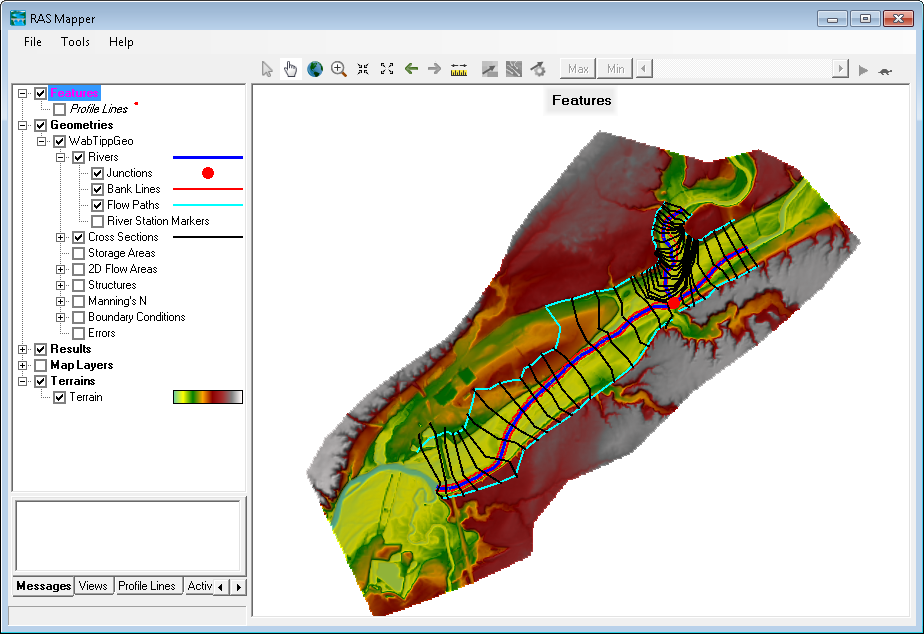 RAS Mapper
File Tools Help
Max Min
Features
Features
Profile Lines
Geometries
WabTippGeo
Rivers
Junctions
Bank Lines
Flow Paths
River Station Markers
Cross Sections
Storage Areas
2D Flow Areas
Structures
Manning's N
Boundary Conditions
Errors
Results
Map Layers
Terrains
Terrain
Messages Views Profile Lines Activ